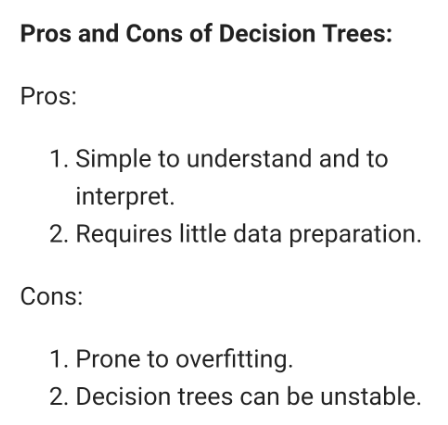 Pros and Cons of Decision Trees:
Pros:
1. Simple to understand and to
interpret.
2. Requires little data preparation.
Cons:
1. Prone to overfitting.
2. Decision trees can be unstable.